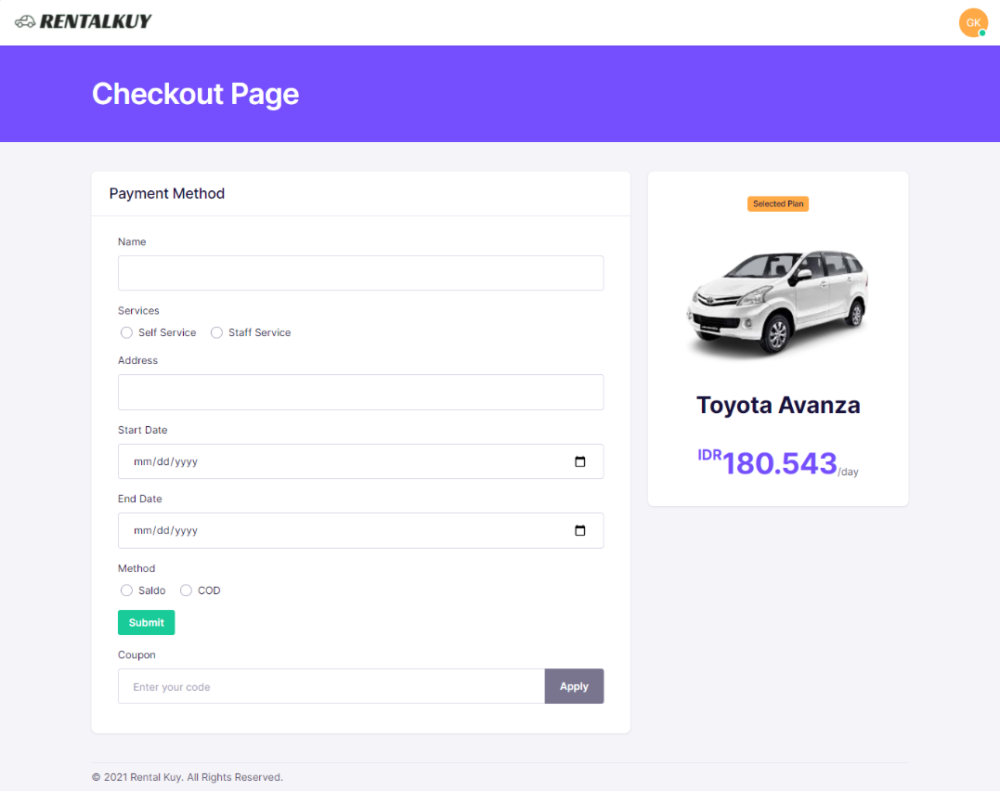 RENTALKUY
GK
Checkout Page
Payment Method
Name
Services
Self Service Staff Service
Address
Start Date
mm/dd/yyyy
End Date
mm/dd/yyyy
Method
Saldo COD
Submit
Coupon
Enter your code Apply
Selected Plan
Toyota Avanza
IDR180.543/day
© 2021 Rental Kuy. All Rights Reserved.